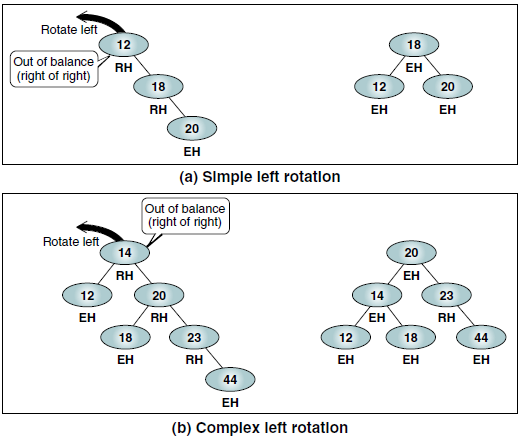 Rotate left
12
18
Out of balance
(right of right)
RH
EH
18
12
20
RH
EH
EH
20
EH
(a) Simple left rotation
Out of balance
(right of right)
Rotate left
14
20
RH
EH
12
20
14
23
EH
RH
EH
RH
18
23
12
18
44
EH
RH
EH
EH
EH
44
EH
(b) Complex left rotation